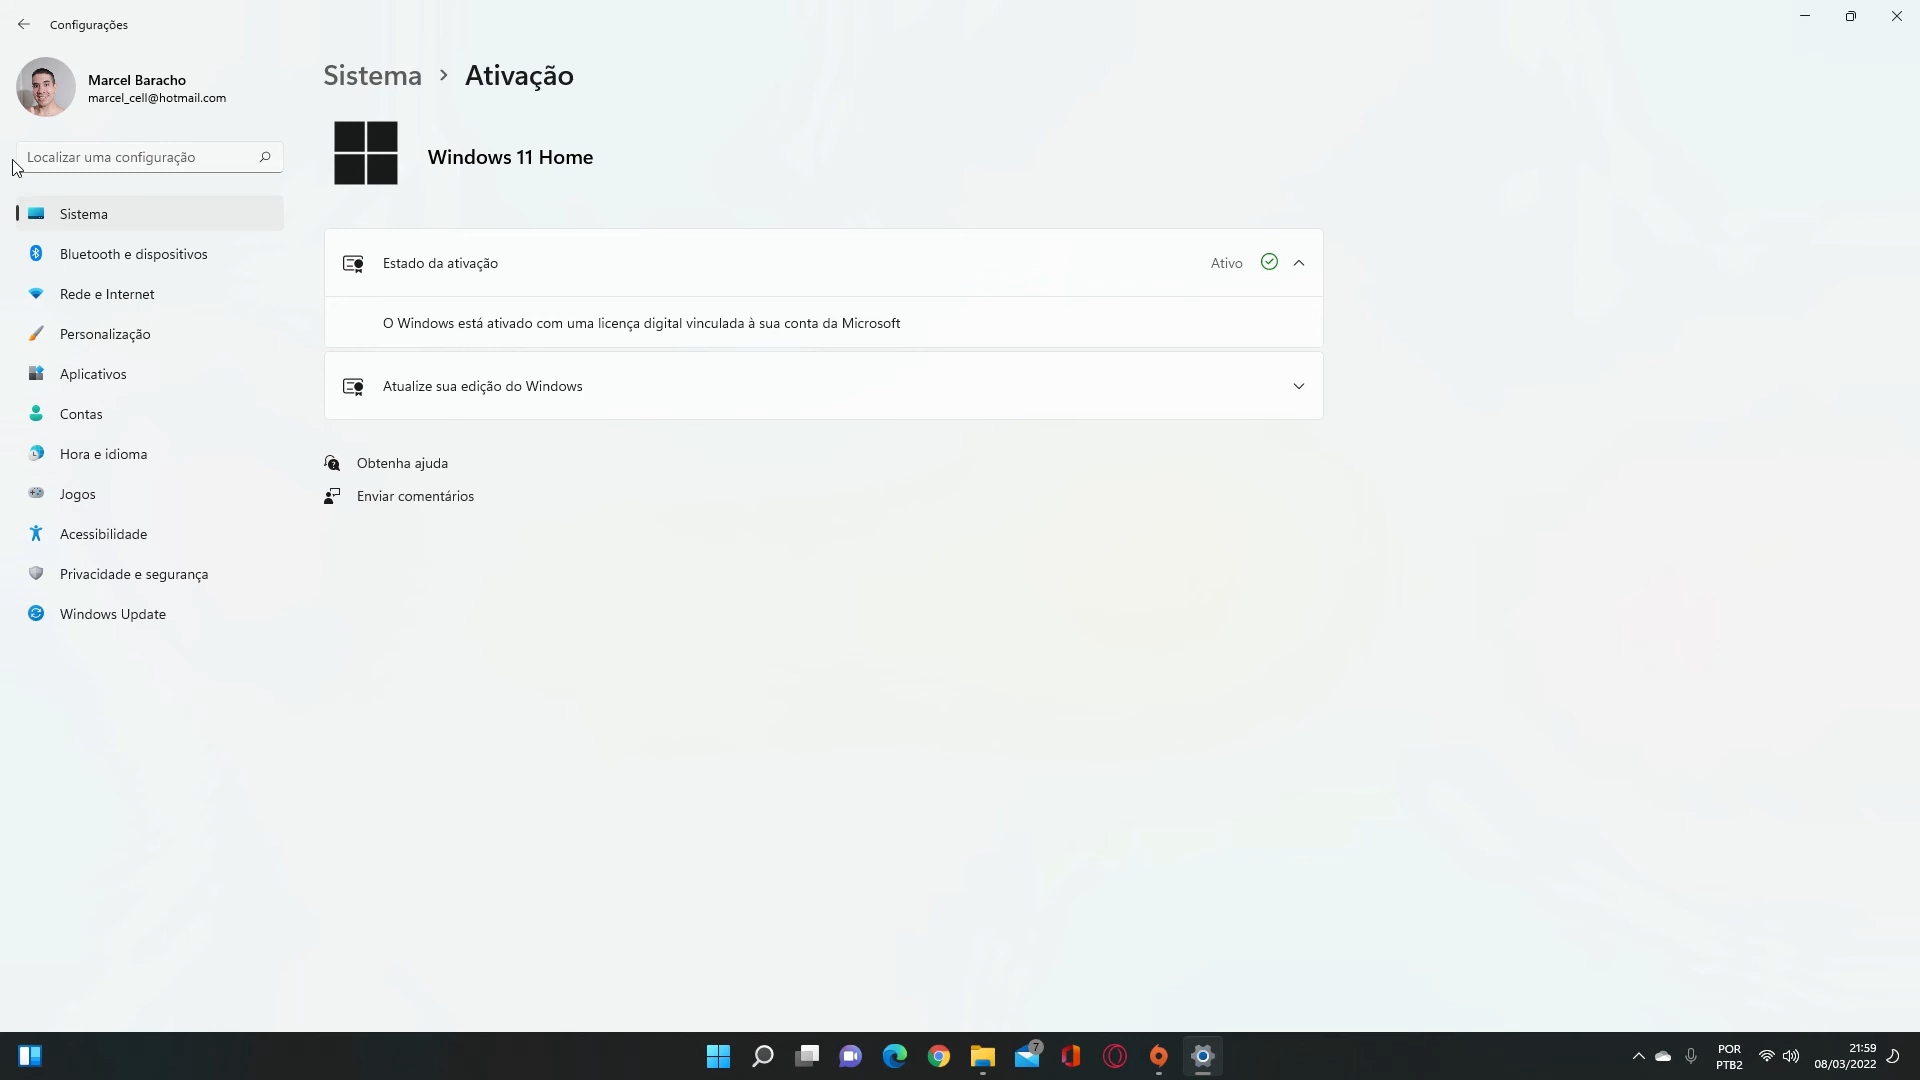 Configurações
Marcel Baracho
marcel_cell@hotmail.com
Localizar uma configuração
Sistema
Bluetooth e dispositivos
Rede e Internet
Personalização
Aplicativos
Contas
Hora e idioma
Jogos
Acessibilidade
Privacidade e segurança
Windows Update
Sistema › Ativação
Windows 11 Home
Estado da ativação Ativo
O Windows está ativado com uma licença digital vinculada à sua conta da Microsoft
Atualize sua edição do Windows
Obtenha ajuda
Enviar comentários
7
POR
PTB2
21:59
08/03/2022